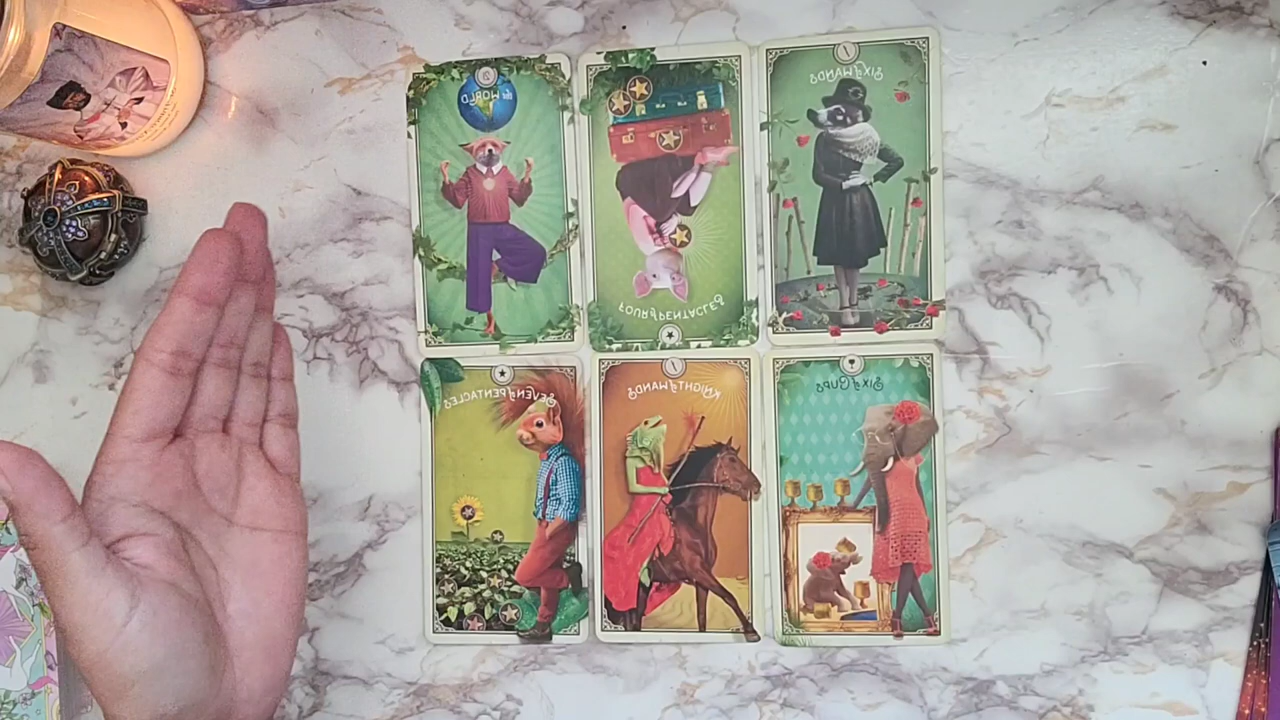 the WORLD
FOUR of PENTACLES
SIX of WANDS
SEVEN of PENTACLES
KNIGHT of WANDS
SIX of CUPS